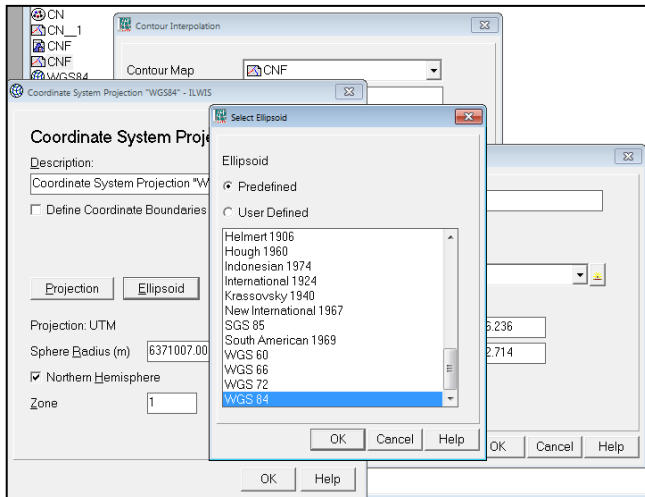 CN
CN__1
CNF
CNF
WGS84
Contour Interpolation
Contour Map
CNF
Coordinate System Projection "WGS84" - ILWIS
Coordinate System Proje
Description:
Coordinate System Projection "W
Define Coordinate Boundaries
Projection
Ellipsoid
Projection: UTM
Sphere Radius (m)
6371007.00
Northern Hemisphere
Zone
1
OK
Help
Select Ellipsoid
Ellipsoid
Predefined
User Defined
Helmert 1906
Hough 1960
Indonesian 1974
International 1924
Krassovsky 1940
New International 1967
SGS 85
South American 1969
WGS 60
WGS 66
WGS 72
WGS 84
OK
Cancel
Help
6.236
2.714
OK
Cancel
Help